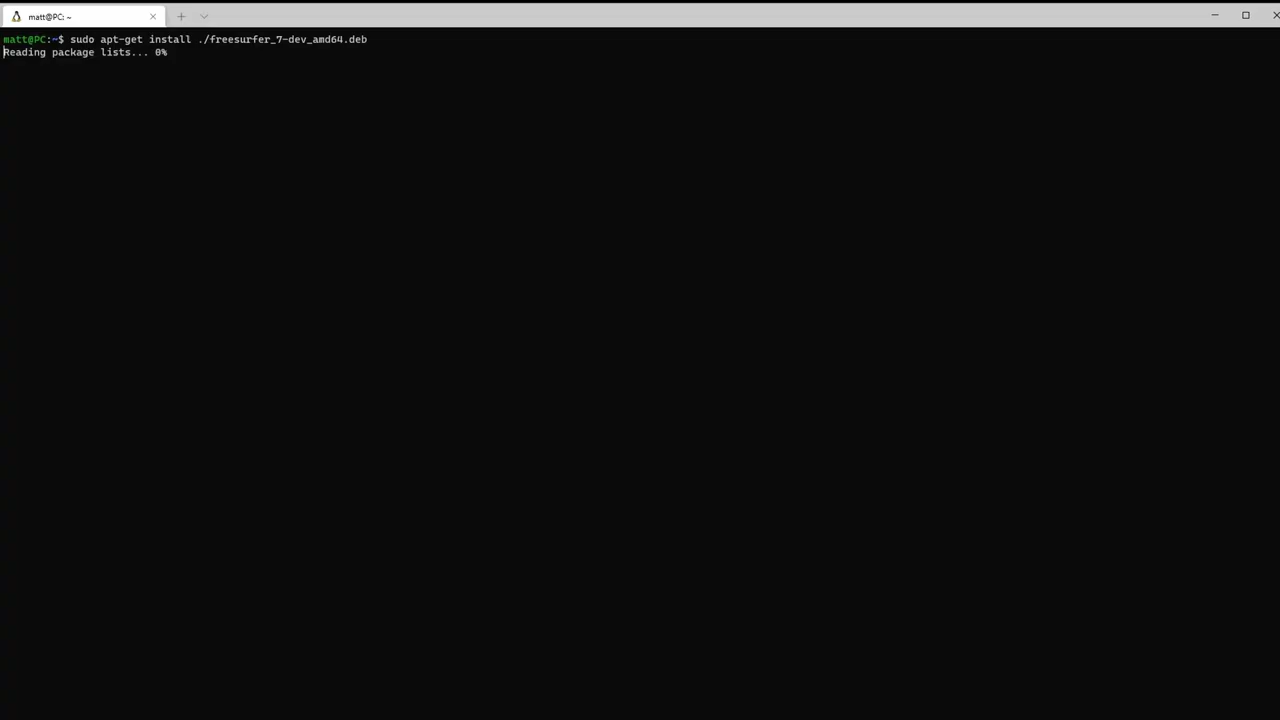 matt@PC: ~
matt@PC:~$ sudo apt-get install ./freesurfer_7-dev_amd64.deb
Reading package lists... 0%